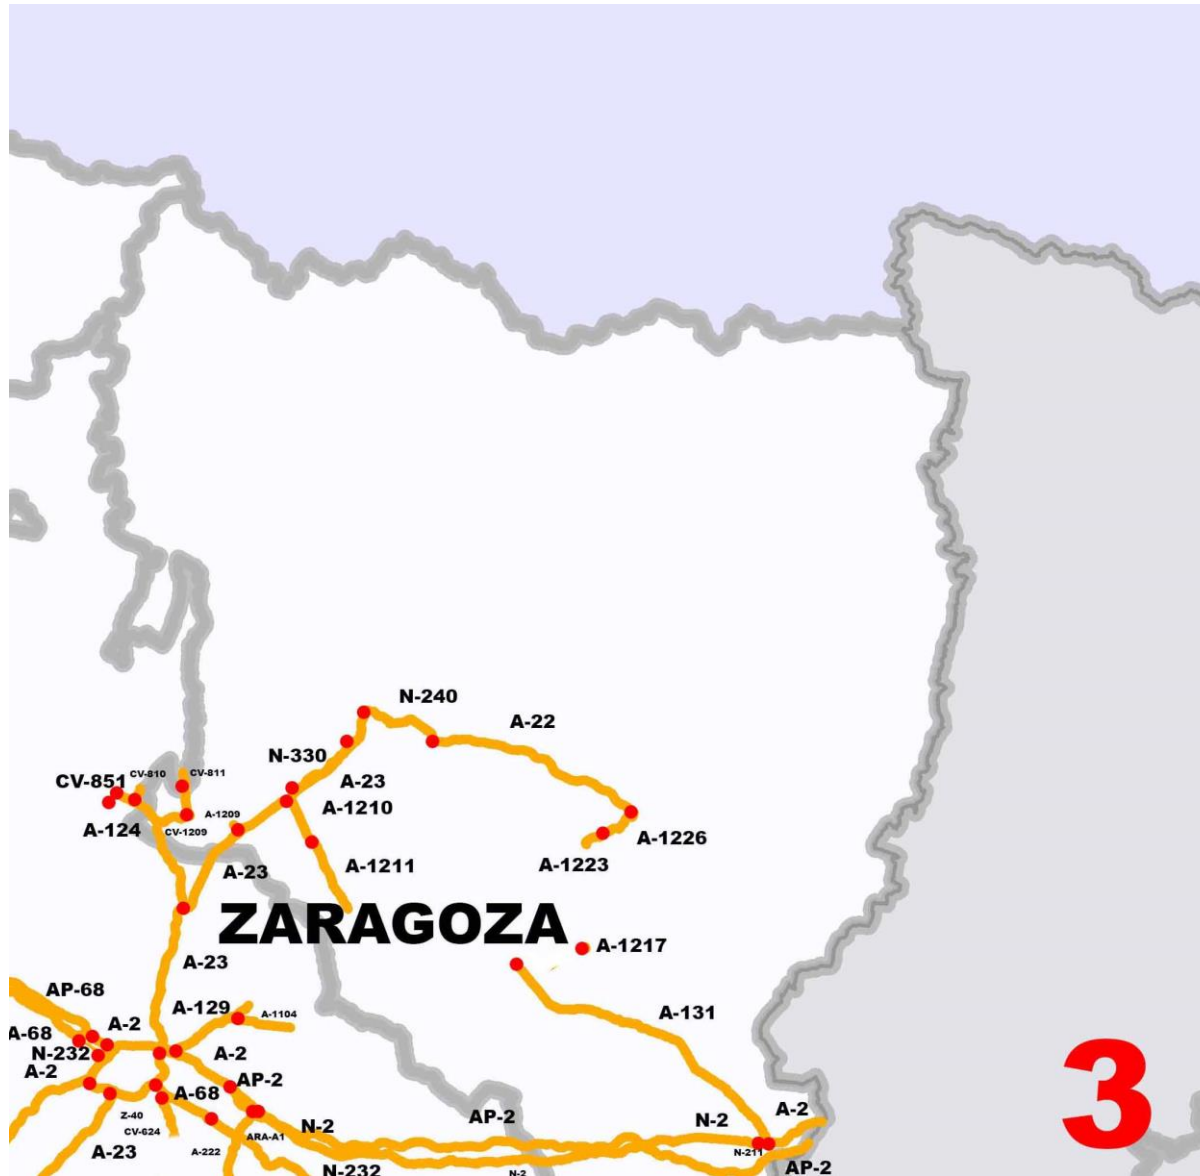 N-240
A-22
N-330
CV-851
CV-810
CV-811
A-23
A-1210
A-1209
A-124
CV-1209
A-1226
A-1223
A-23
A-1211
ZARAGOZA
A-1217
A-23
AP-68
A-129
A-1104
A-131
A-2
A-68
N-232
A-2
A-2
AP-2
A-68
3
Z-40
CV-624
AP-2
A-2
N-2
N-2
ARA-A1
A-23
A-222
N-211
N-232
N-2
AP-2